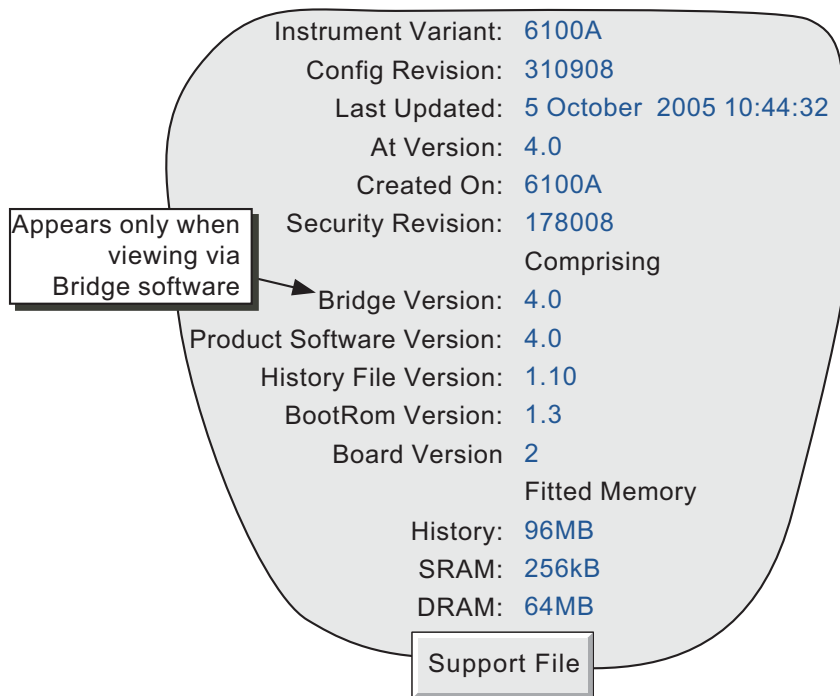 Instrument Variant: 6100A
Config Revision: 310908
Last Updated: 5 October 2005 10:44:32
At Version: 4.0
Created On: 6100A
Security Revision: 178008
Comprising
Appears only when
viewing via
Bridge software
Bridge Version: 4.0
Product Software Version: 4.0
History File Version: 1.10
BootRom Version: 1.3
Board Version 2
Fitted Memory
History: 96MB
SRAM: 256kB
DRAM: 64MB
Support File